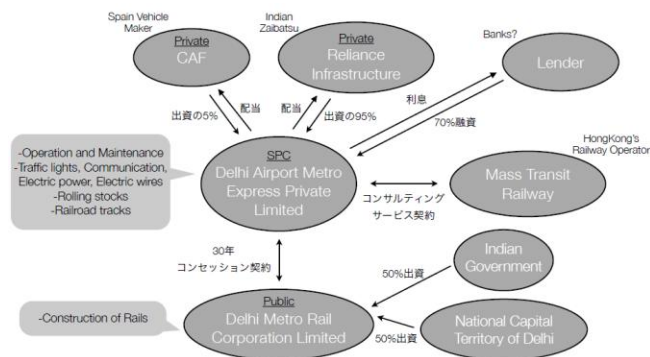 Spain Vehicle
Maker
Private
CAF
Indian
Zaibatsu
Private
Reliance
Infrastructure
Banks?
Lender
出資の5%
配当
配当
出資の95%
利息
70%融資
-Operation and Maintenance
-Traffic lights, Communication,
Electric power, Electric wires
-Rolling stocks
-Railroad tracks
SPC
Delhi Airport Metro
Express Private
Limited
コンサルティング
サービス契約
HongKong's
Railway Operator
Mass Transit
Railway
30年
コンセッション契約
Indian
Government
50%出資
-Construction of Rails
Public
Delhi Metro Rail
Corporation Limited
50%出資
National Capital
Territory of Delhi